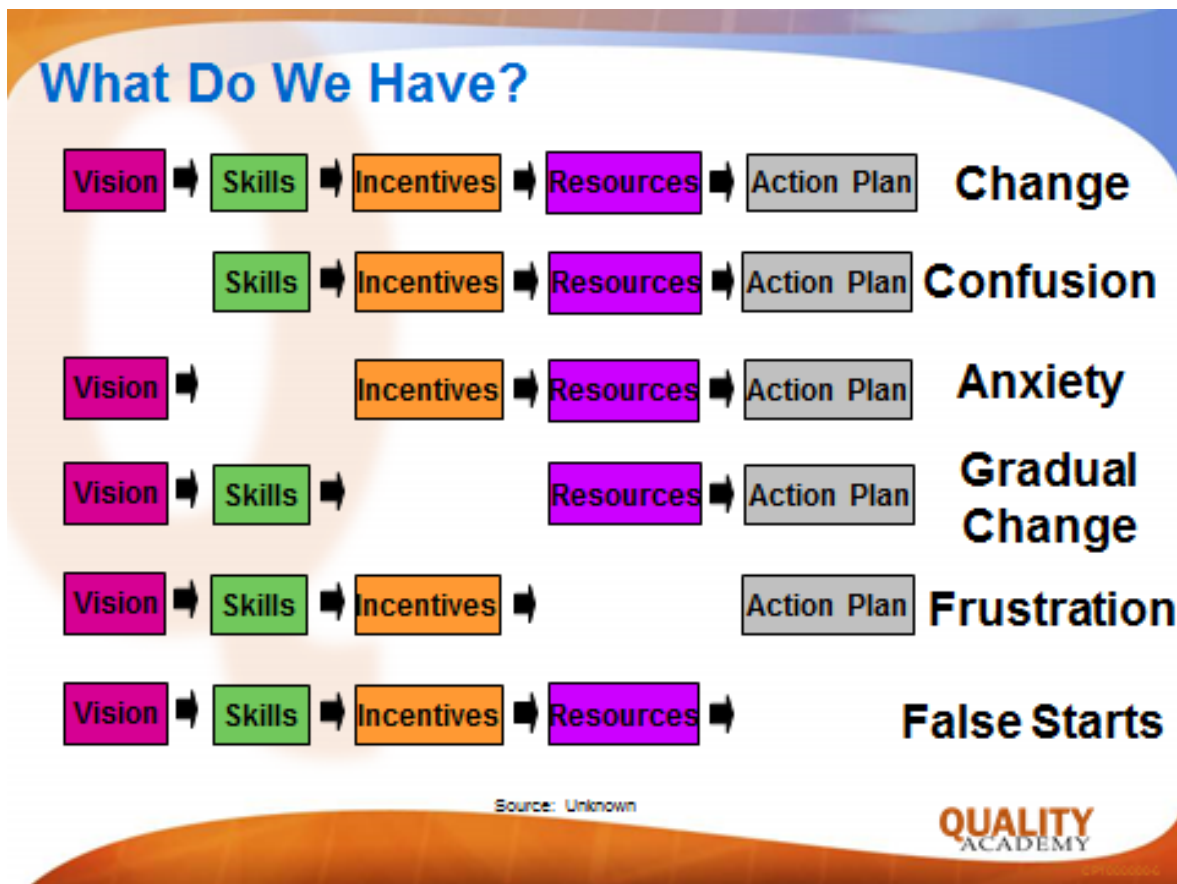 What Do We Have?
Vision Skills Incentives Resources Action Plan Change
Skills Incentives Resources Action Plan Confusion
Vision Incentives Resources Action Plan Anxiety
Vision Skills Resources Action Plan Gradual
Change
Vision Skills Incentives Action Plan Frustration
Vision Skills Incentives Resources False Starts
Source: Unknown
QUALITY
ACADEMY